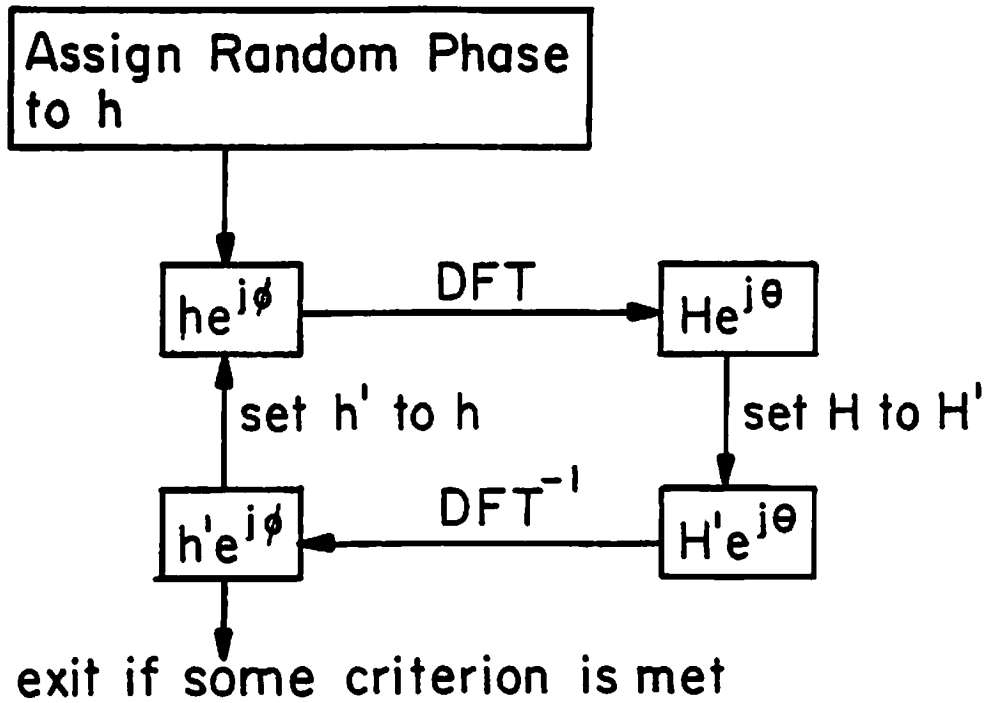 Assign Random Phase
to h
he^{jϕ}
DFT
He^{jθ}
set h' to h
set H to H'
h'e^{jϕ}
DFT^{-1}
H'e^{jθ}
exit if some criterion is met